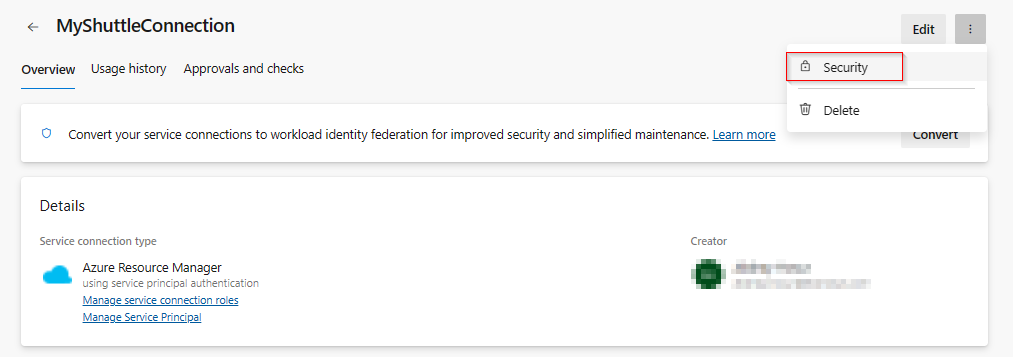 MyShuttleConnection
Edit
Overview
Usage history
Approvals and checks
Security
Delete
Convert your service connections to workload identity federation for improved security and simplified maintenance. Learn more
Convert
Details
Service connection type
Creator
Azure Resource Manager
using service principal authentication
Manage service connection roles
Manage Service Principal